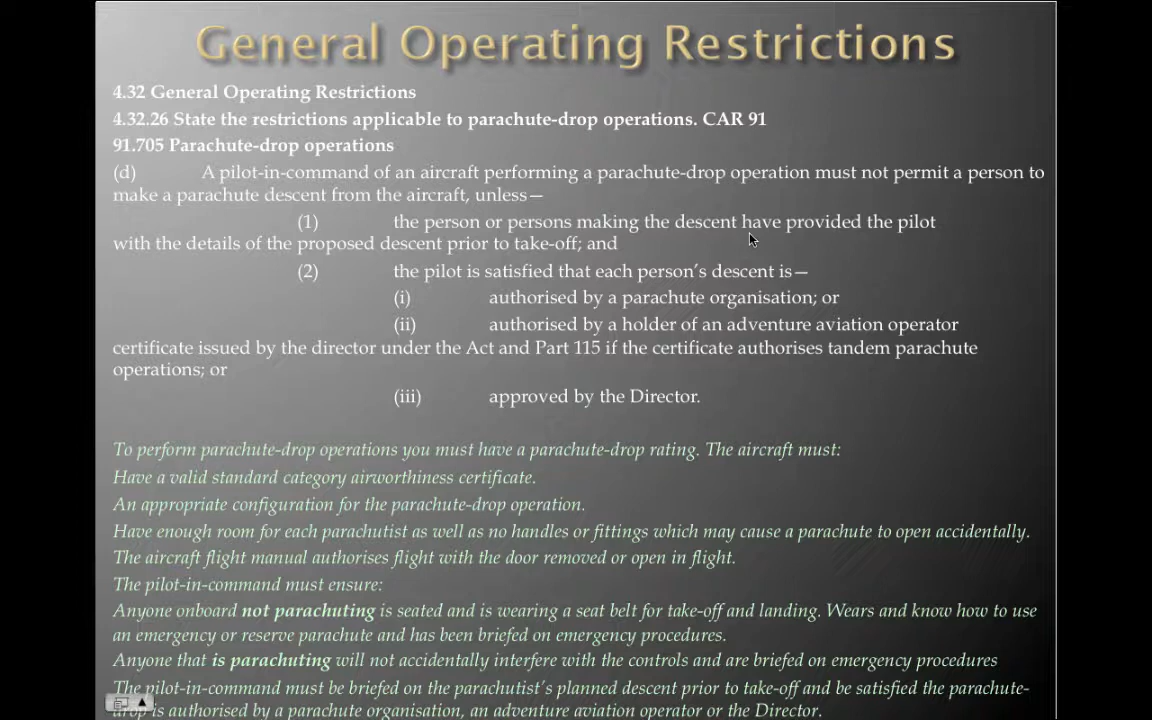 General Operating Restrictions
4.32 General Operating Restrictions
4.32.26 State the restrictions applicable to parachute-drop operations. CAR 91
91.705 Parachute-drop operations
(d) A pilot-in-command of an aircraft performing a parachute-drop operation must not permit a person to
make a parachute descent from the aircraft, unless—
(1) the person or persons making the descent have provided the pilot
with the details of the proposed descent prior to take-off; and
(2) the pilot is satisfied that each person's descent is—
(i) authorised by a parachute organisation; or
(ii) authorised by a holder of an adventure aviation operator
certificate issued by the director under the Act and Part 115 if the certificate authorises tandem parachute
operations; or
(iii) approved by the Director.
To perform parachute-drop operations you must have a parachute-drop rating. The aircraft must:
Have a valid standard category airworthiness certificate.
An appropriate configuration for the parachute-drop operation.
Have enough room for each parachutist as well as no handles or fittings which may cause a parachute to open accidentally.
The aircraft flight manual authorises flight with the door removed or open in flight.
The pilot-in-command must ensure:
Anyone onboard not parachuting is seated and is wearing a seat belt for take-off and landing. Wears and know how to use
an emergency or reserve parachute and has been briefed on emergency procedures.
Anyone that is parachuting will not accidentally interfere with the controls and are briefed on emergency procedures
The pilot-in-command must be briefed on the parachutist's planned descent prior to take-off and be satisfied the parachute-
drop is authorised by a parachute organisation, an adventure aviation operator or the Director.